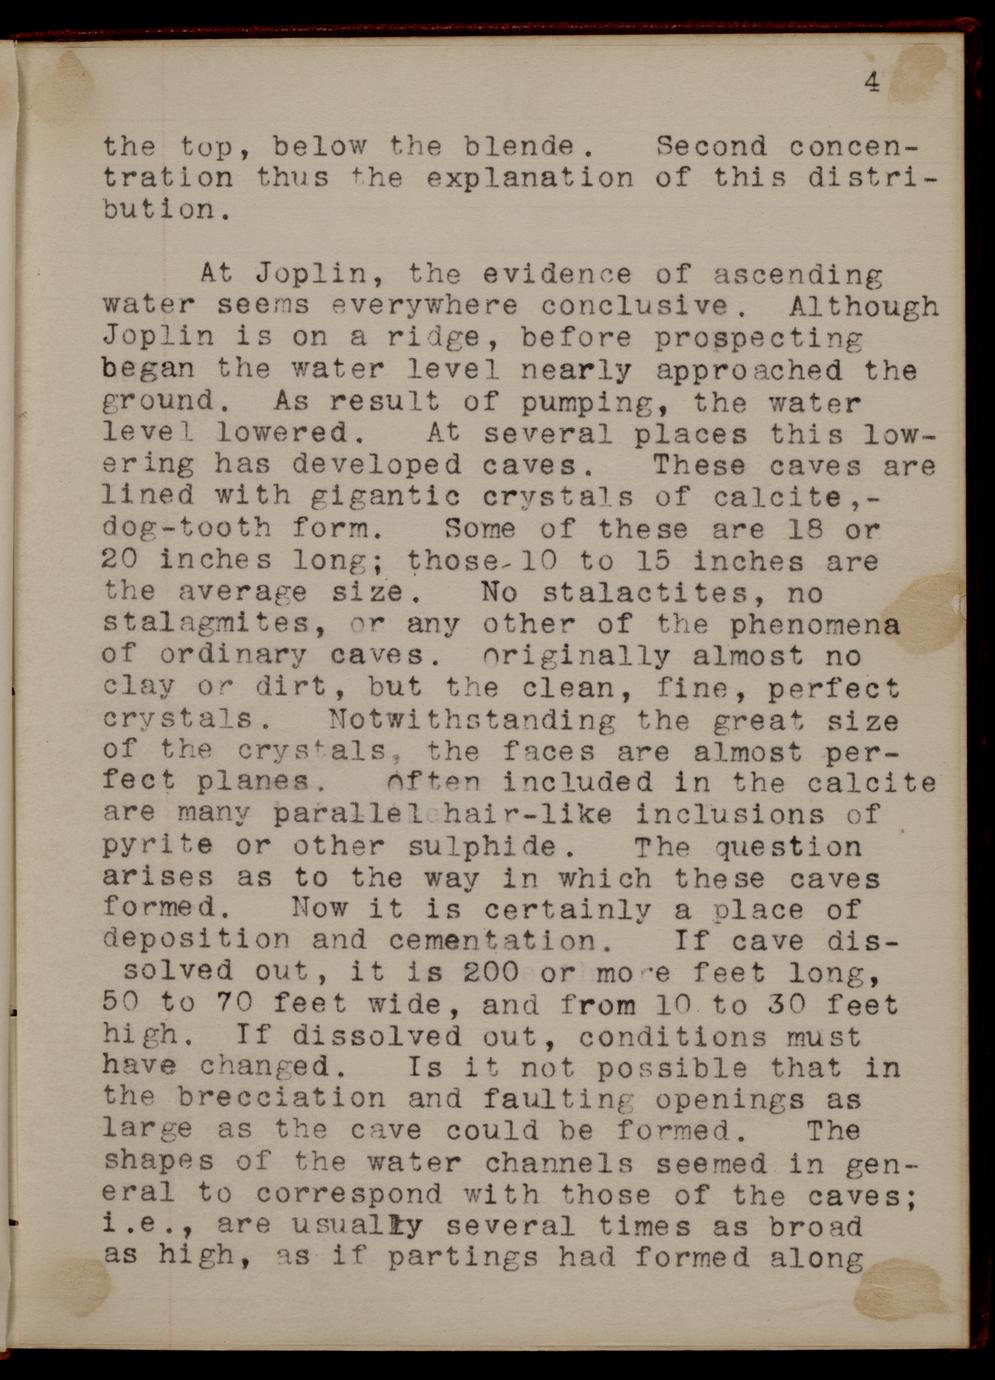 4
the top, below the blende.   Second concen-
tration thus the explanation of this distri-
bution.
At Joplin, the evidence of ascending
water seems everywhere conclusive.  Although
Joplin is on a ridge, before prospecting
began the water level nearly approached the
ground.  As result of pumping, the water
level lowered.   At several places this low-
ering has developed caves.   These caves are
lined with gigantic crystals of calcite,-
dog-tooth form.   Some of these are 18 or
20 inches long; those-10 to 15 inches are
the average size.   No stalactites, no
stalagmites, or any other of the phenomena
of ordinary caves.  Originally almost no
clay or dirt, but the clean, fine, perfect
crystals.   Notwithstanding the great size
of the crystals, the faces are almost per-
fect planes.   Often included in the calcite
are many parallel hair-like inclusions of
pyrite or other sulphide.   The question
arises as to the way in which these caves
formed.   Now it is certainly a place of
deposition and cementation.   If cave dis-
solved out, it is 200 or more feet long,
50 to 70 feet wide, and from 10 to 30 feet
high.  If dissolved out, conditions must
have changed.   Is it not possible that in
the brecciation and faulting openings as
large as the cave could be formed.   The
shapes of the water channels seemed in gen-
eral to correspond with those of the caves;
i.e., are usually several times as broad
as high, as if partings had formed along